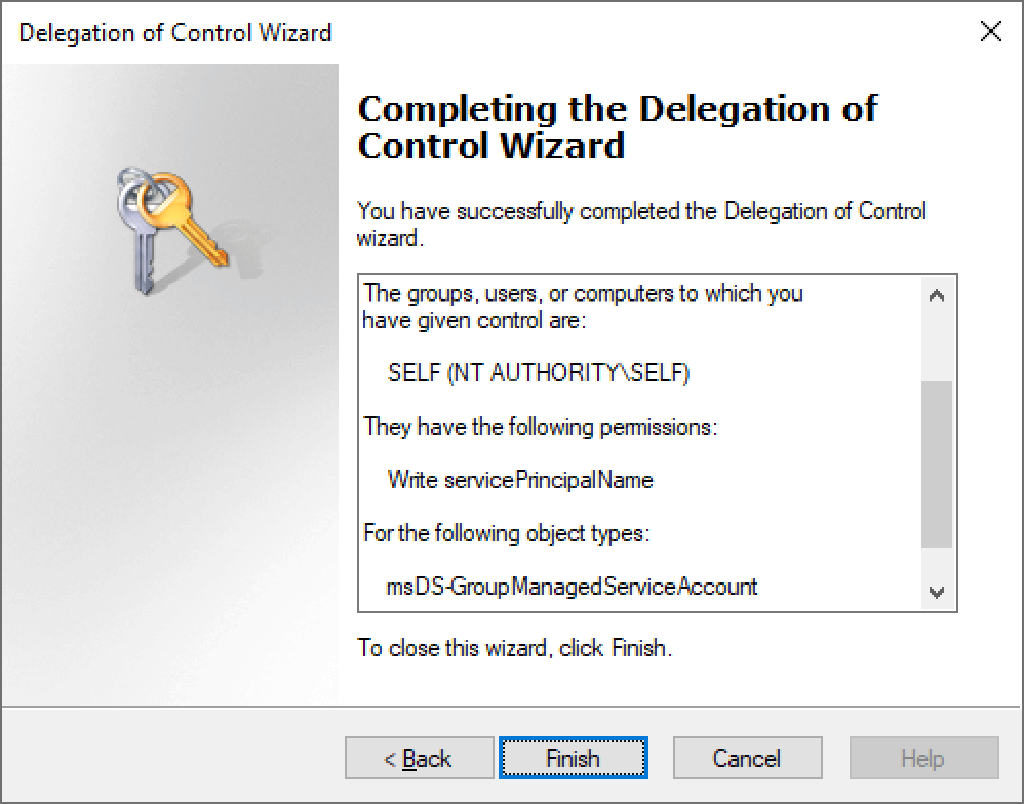 Delegation of Control Wizard
Completing the Delegation of
Control Wizard
You have successfully completed the Delegation of Control
wizard.
The groups, users, or computers to which you
have given control are:
SELF (NT AUTHORITY\SELF)
They have the following permissions:
Write servicePrincipalName
For the following object types:
msDS-GroupManagedServiceAccount
To close this wizard, click Finish.
< Back
Finish
Cancel
Help